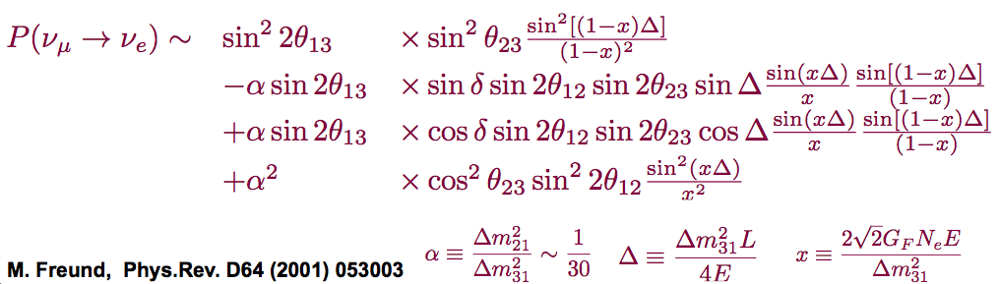 P(ν_μ → ν_e) ∼ sin² 2θ₁₃ × sin² θ₂₃ sin²[(1−x)Δ]/(1−x)²
−α sin 2θ₁₃ × sin δ sin 2θ₁₂ sin 2θ₂₃ sin Δ sin(xΔ)/x sin[(1−x)Δ]/(1−x)
+α sin 2θ₁₃ × cos δ sin 2θ₁₂ sin 2θ₂₃ cos Δ sin(xΔ)/x sin[(1−x)Δ]/(1−x)
+α² × cos² θ₂₃ sin² 2θ₁₂ sin²(xΔ)/x²
M. Freund, Phys.Rev. D64 (2001) 053003 α ≡ Δm²₂₁/Δm²₃₁ ∼ 1/30 Δ ≡ Δm²₃₁L/4E x ≡ 2√2G_F N_e E/Δm²₃₁